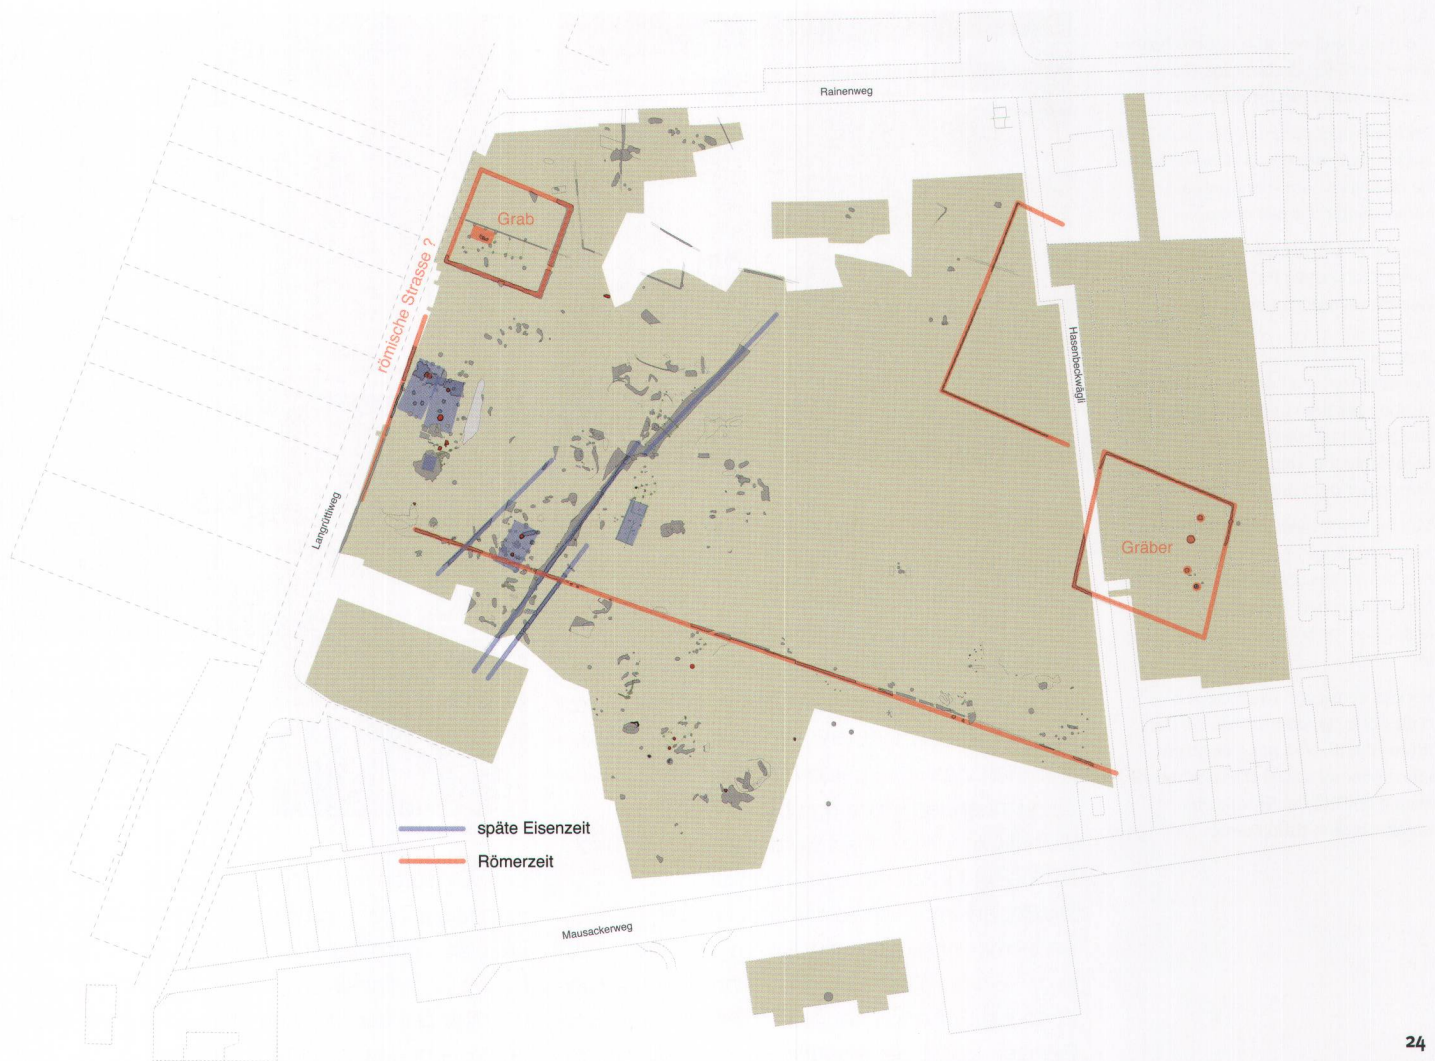 Rainenweg
Grab
römische Strasse ?
Hasenbeckwägli
Langrüttiweg
Gräber
späte Eisenzeit
Römerzeit
Mausackerweg
24